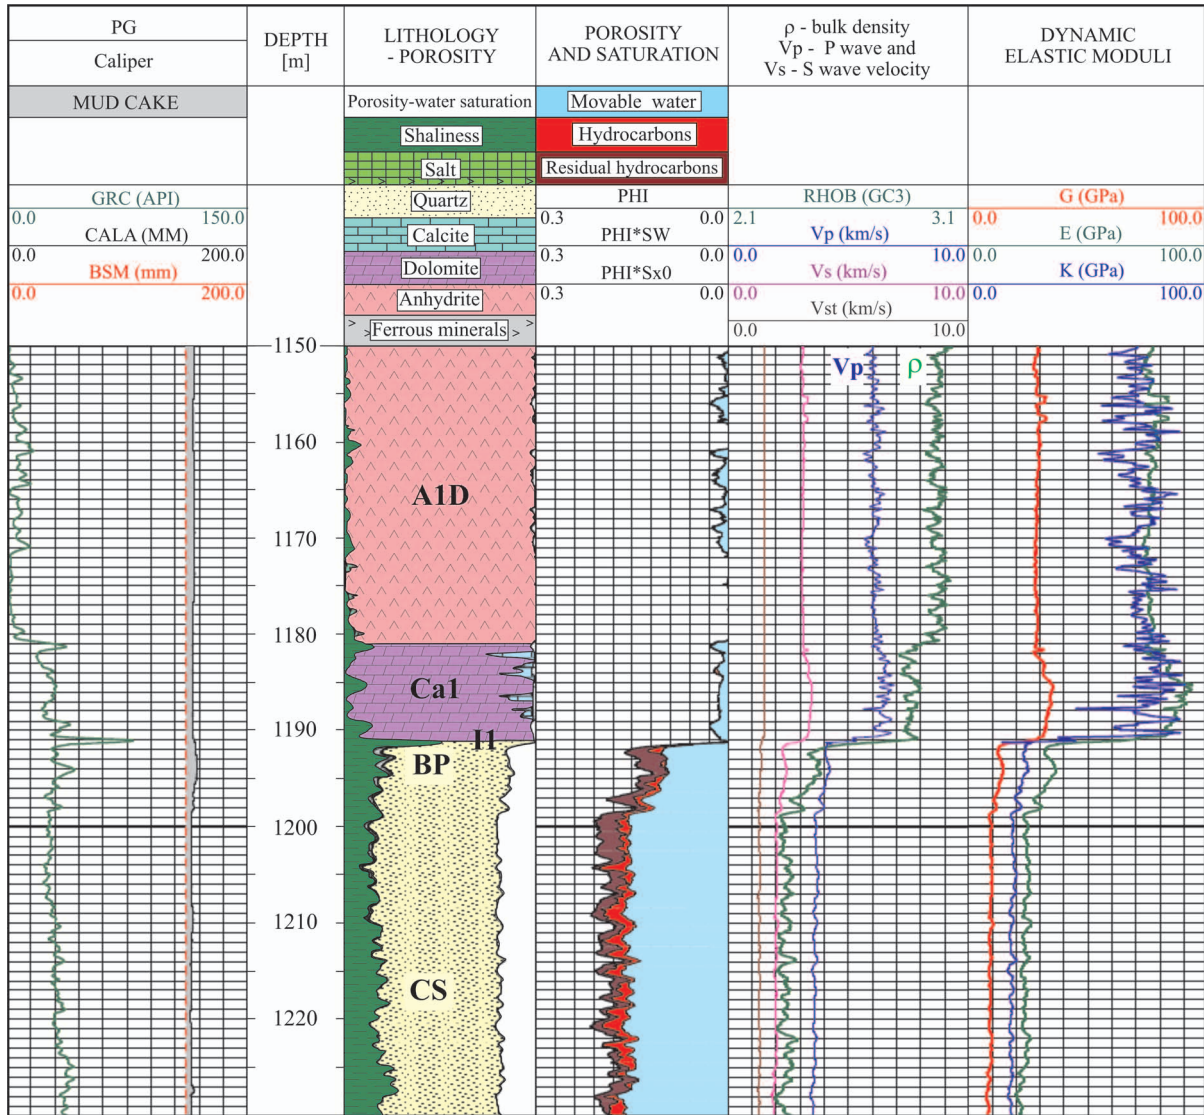 PG
Caliper
DEPTH
[m]
LITHOLOGY
- POROSITY
POROSITY
AND SATURATION
ρ - bulk density
Vp - P wave and
Vs - S wave velocity
DYNAMIC
ELASTIC MODULI
MUD CAKE
Porosity-water saturation
Shaliness
Salt
Quartz
Calcite
Dolomite
Anhydrite
Ferrous minerals
Movable water
Hydrocarbons
Residual hydrocarbons
GRC (API)
0.0 150.0
CALA (MM)
0.0 200.0
BSM (mm)
0.0 200.0
PHI
0.3 0.0
PHI*SW
0.3 0.0
PHI*Sx0
0.3 0.0
RHOB (GC3)
2.1 3.1
Vp (km/s)
0.0 10.0
Vs (km/s)
0.0 10.0
Vst (km/s)
0.0 10.0
G (GPa)
0.0 100.0
E (GPa)
0.0 100.0
K (GPa)
0.0 100.0
1150
1160
1170
1180
1190
1200
1210
1220
A1D
Ca1
I1
BP
CS
Vp
ρ